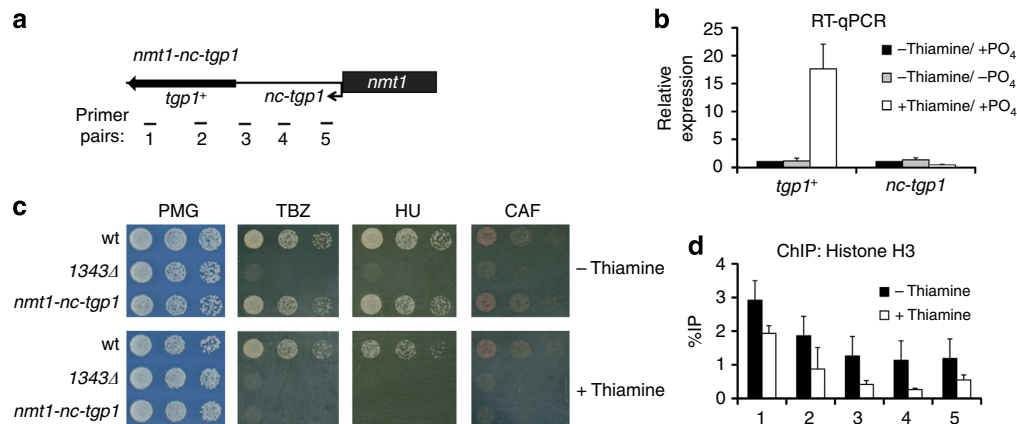 a
nmt1-nc-tgp1
tgp1+
nc-tgp1
nmt1
Primer
pairs:
1 2 3 4 5
b
RT-qPCR
Relative
expression
25
20
15
10
5
0
–Thiamine/ +PO4
–Thiamine/ –PO4
+Thiamine/ +PO4
tgp1+ nc-tgp1
c
PMG TBZ HU CAF
wt
1343Δ
nmt1-nc-tgp1
– Thiamine
wt
1343Δ
nmt1-nc-tgp1
+ Thiamine
d
ChIP: Histone H3
%IP
4
3
2
1
0
– Thiamine
+ Thiamine
1 2 3 4 5